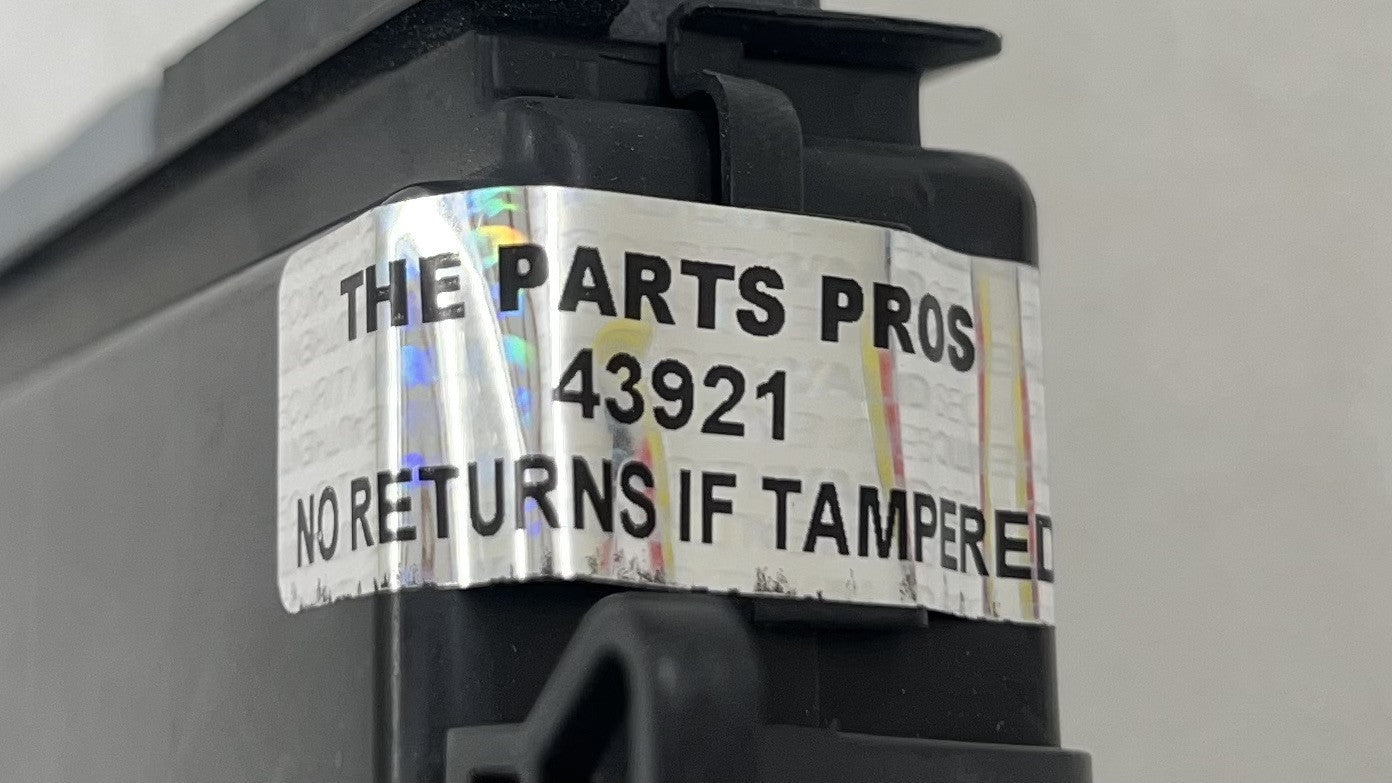 THE PARTS PROS
43921
NO RETURNS IF TAMPERED